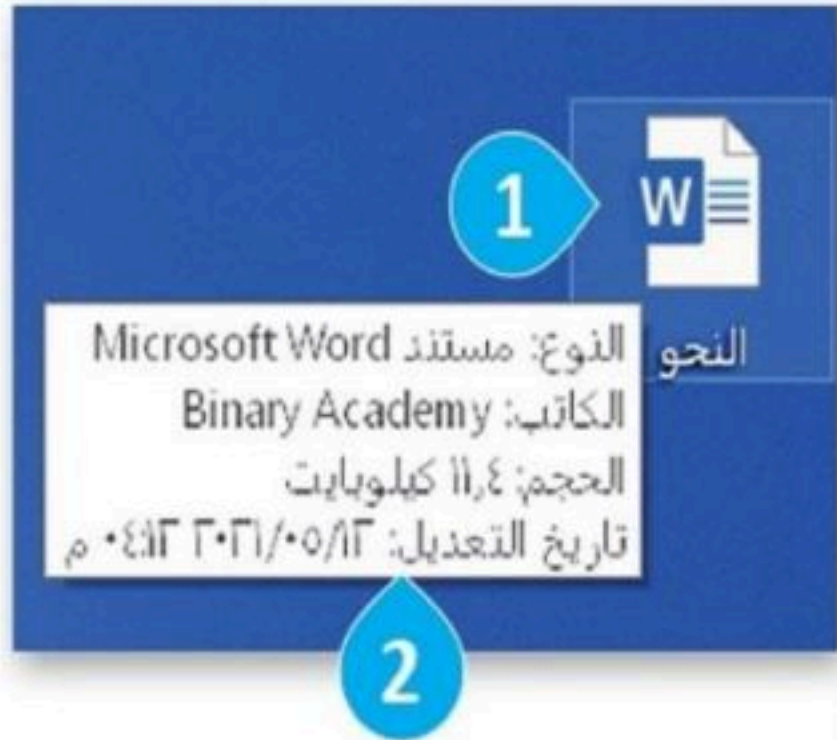 1
W
النحو
النوع: مستند Microsoft Word
الكاتب: Binary Academy
الحجم: ١١,٤ كيلوبايت
تاريخ التعديل: ٢٠٢١/٠٥/١٣ ٠٤:١٣ م
2